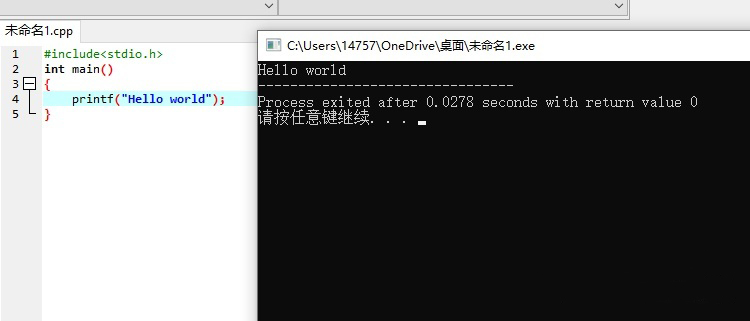 未命名1.cpp
1 #include<stdio.h>
2 int main()
3 {
4 printf("Hello world");
5 }
C:\Users\14757\OneDrive\桌面\未命名1.exe
Hello world
--------------------------------
Process exited after 0.0278 seconds with return value 0
请按任意键继续. . .